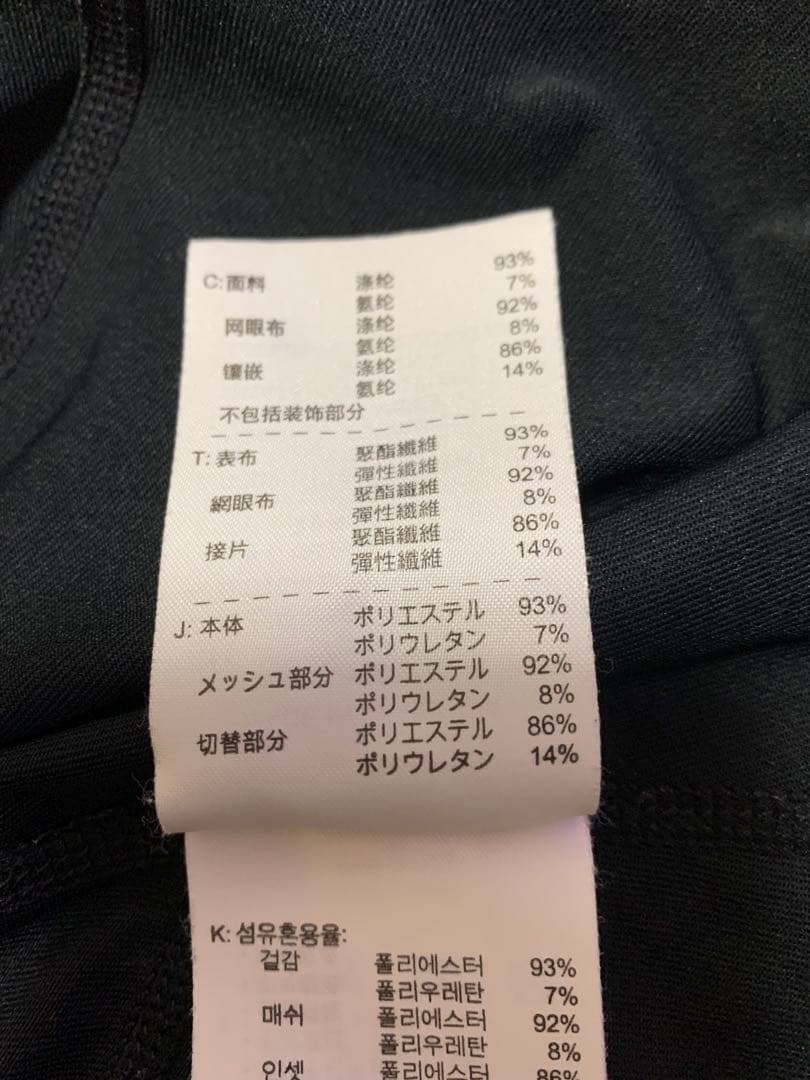 C:面料 涤纶 93%
氨纶 7%
网眼布 涤纶 92%
氨纶 8%
镶嵌 涤纶 86%
氨纶 14%
不包括装饰部分
T:表布 聚酯纖維 93%
彈性纖維 7%
網眼布 聚酯纖維 92%
彈性纖維 8%
接片 聚酯纖維 86%
彈性纖維 14%
J:本体 ポリエステル 93%
ポリウレタン 7%
メッシュ部分 ポリエステル 92%
ポリウレタン 8%
切替部分 ポリエステル 86%
ポリウレタン 14%
K:섬유혼용율:
겉감 폴리에스터 93%
폴리우레탄 7%
매쉬 폴리에스터 92%
폴리우레탄 8%
인셋 폴리에스터 86%